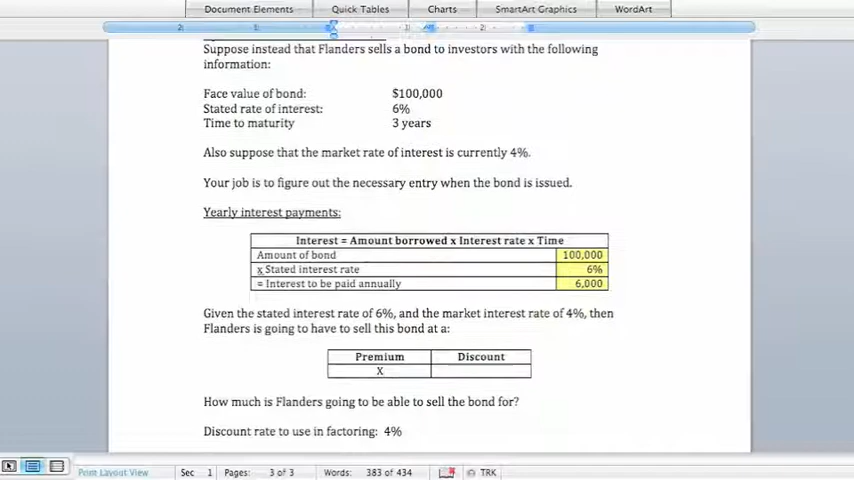 Document Elements Quick Tables Charts SmartArt Graphics WordArt
Suppose instead that Flanders sells a bond to investors with the following
information:
Face value of bond: $100,000
Stated rate of interest: 6%
Time to maturity 3 years
Also suppose that the market rate of interest is currently 4%.
Your job is to figure out the necessary entry when the bond is issued.
Yearly interest payments:
Interest = Amount borrowed x Interest rate x Time
Amount of bond 100,000
x Stated interest rate 6%
= Interest to be paid annually 6,000
Given the stated interest rate of 6%, and the market interest rate of 4%, then
Flanders is going to have to sell this bond at a:
Premium Discount
X
How much is Flanders going to be able to sell the bond for?
Discount rate to use in factoring: 4%
Print Layout View Sec 1 Pages: 3 of 3 Words: 383 of 434 TRK